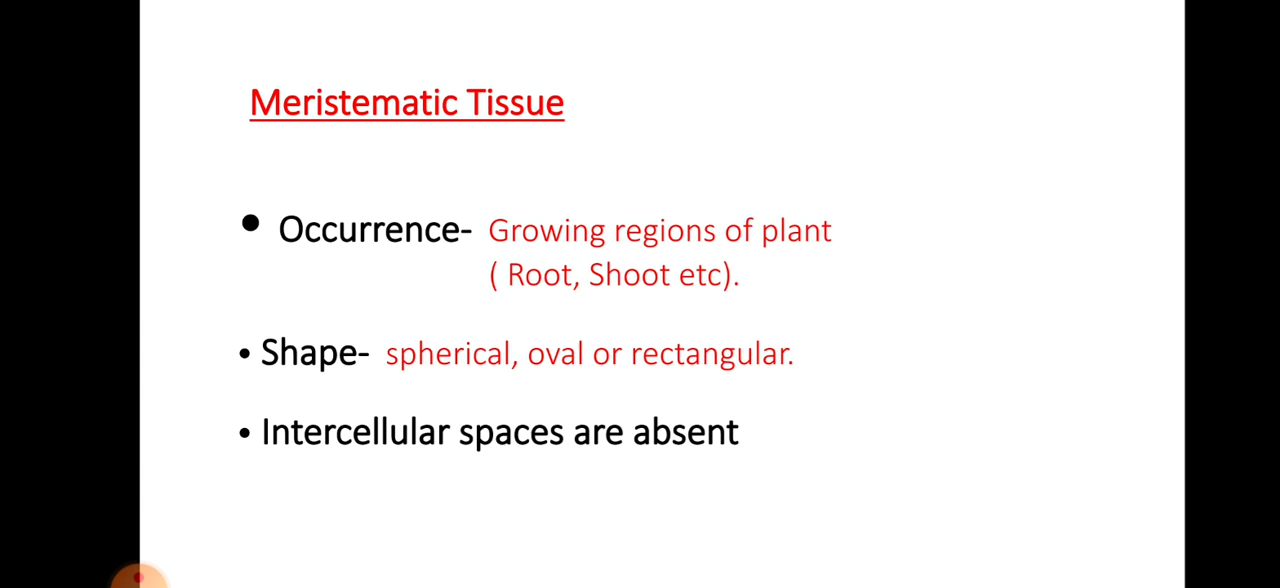 Meristematic Tissue
• Occurrence- Growing regions of plant
( Root, Shoot etc).
• Shape- spherical, oval or rectangular.
• Intercellular spaces are absent